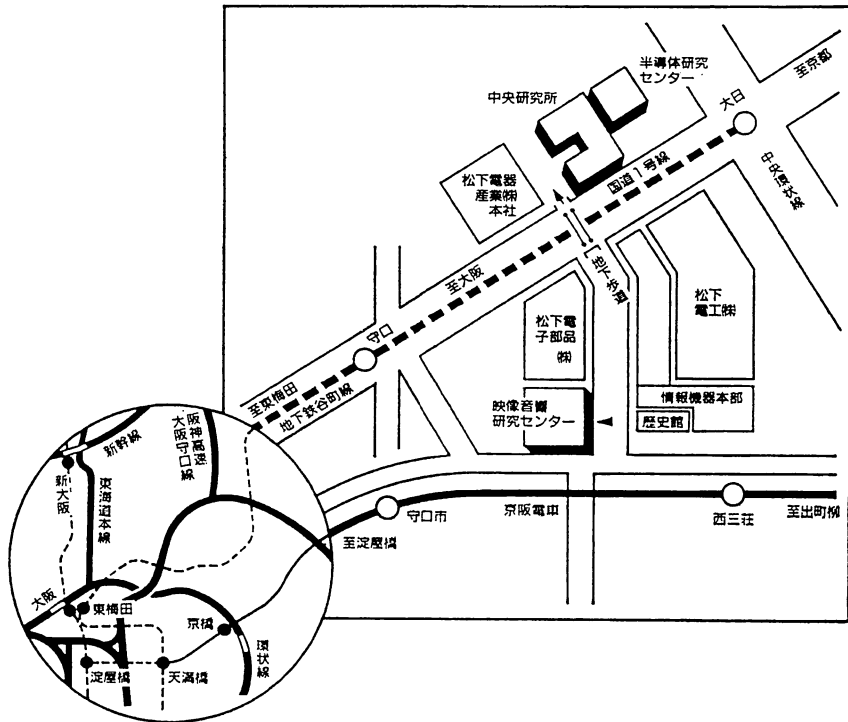 半導体研究
センター
至京都
中央研究所
大日
国道1号線
中央環状線
松下電器
産業㈱
本社
地下歩道
至大阪
松下
電工㈱
松下電
子部品
㈱
守口
至東梅田
地下鉄谷町線
情報機器本部
映像音響
研究センター
歴史館
阪神高速
大阪守口線
新幹線
新大阪
東海道本線
守口市
京阪電車
西三荘
至出町柳
至淀屋橋
大阪
東梅田
京橋
環状線
淀屋橋
天満橋